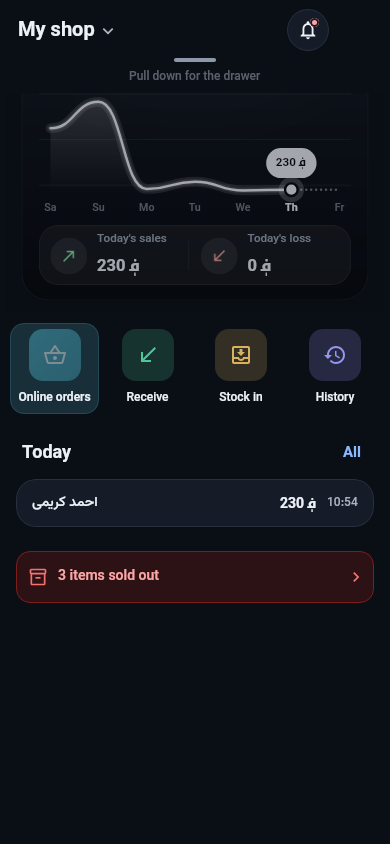 My shop
Pull down for the drawer
230 ؋
Sa Su Mo Tu We Th Fr
Today's sales
230 ؋
Today's loss
0 ؋
Online orders
Receive
Stock in
History
Today
All
احمد کریمی
230 ؋
10:54
3 items sold out